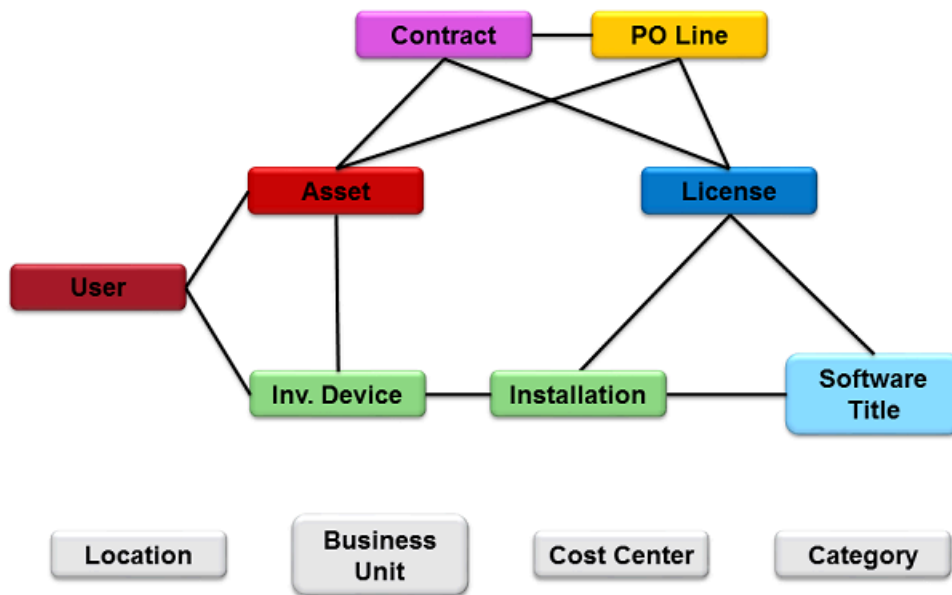 Contract
PO Line
Asset
License
User
Inv. Device
Installation
Software
Title
Location
Business
Unit
Cost Center
Category